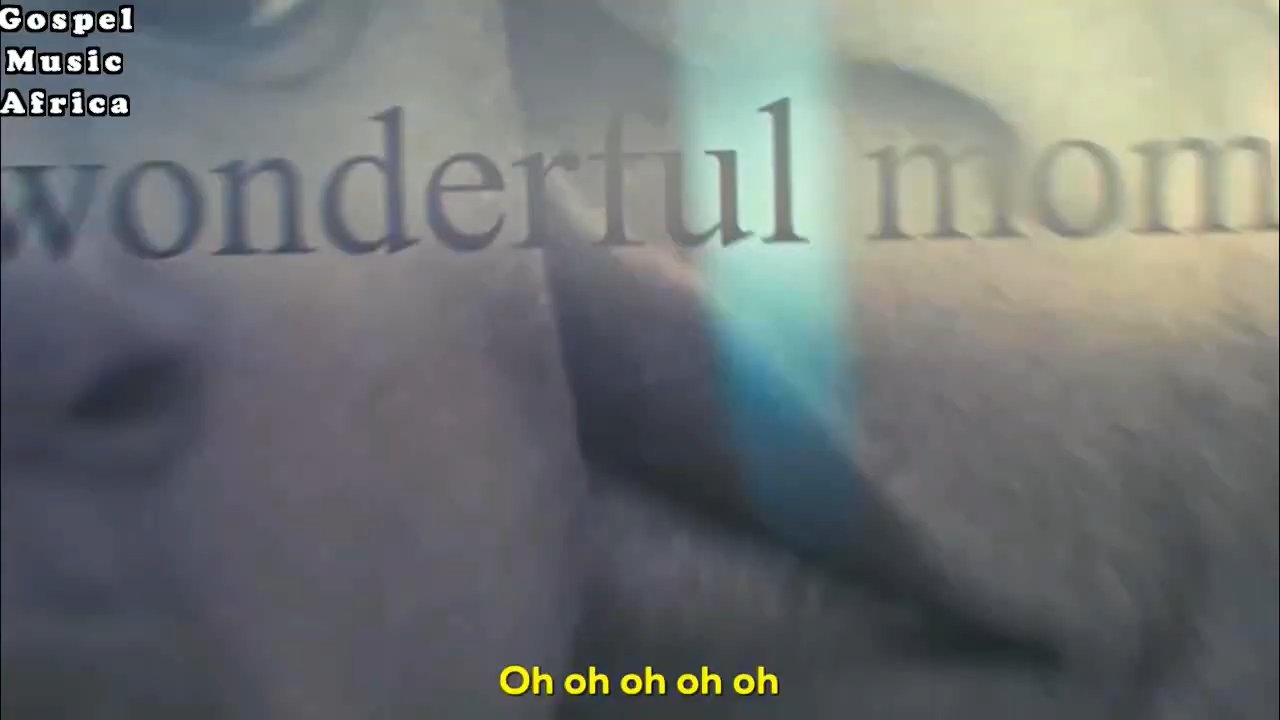 Gospel
Music
Africa
wonderful mom
Oh oh oh oh oh